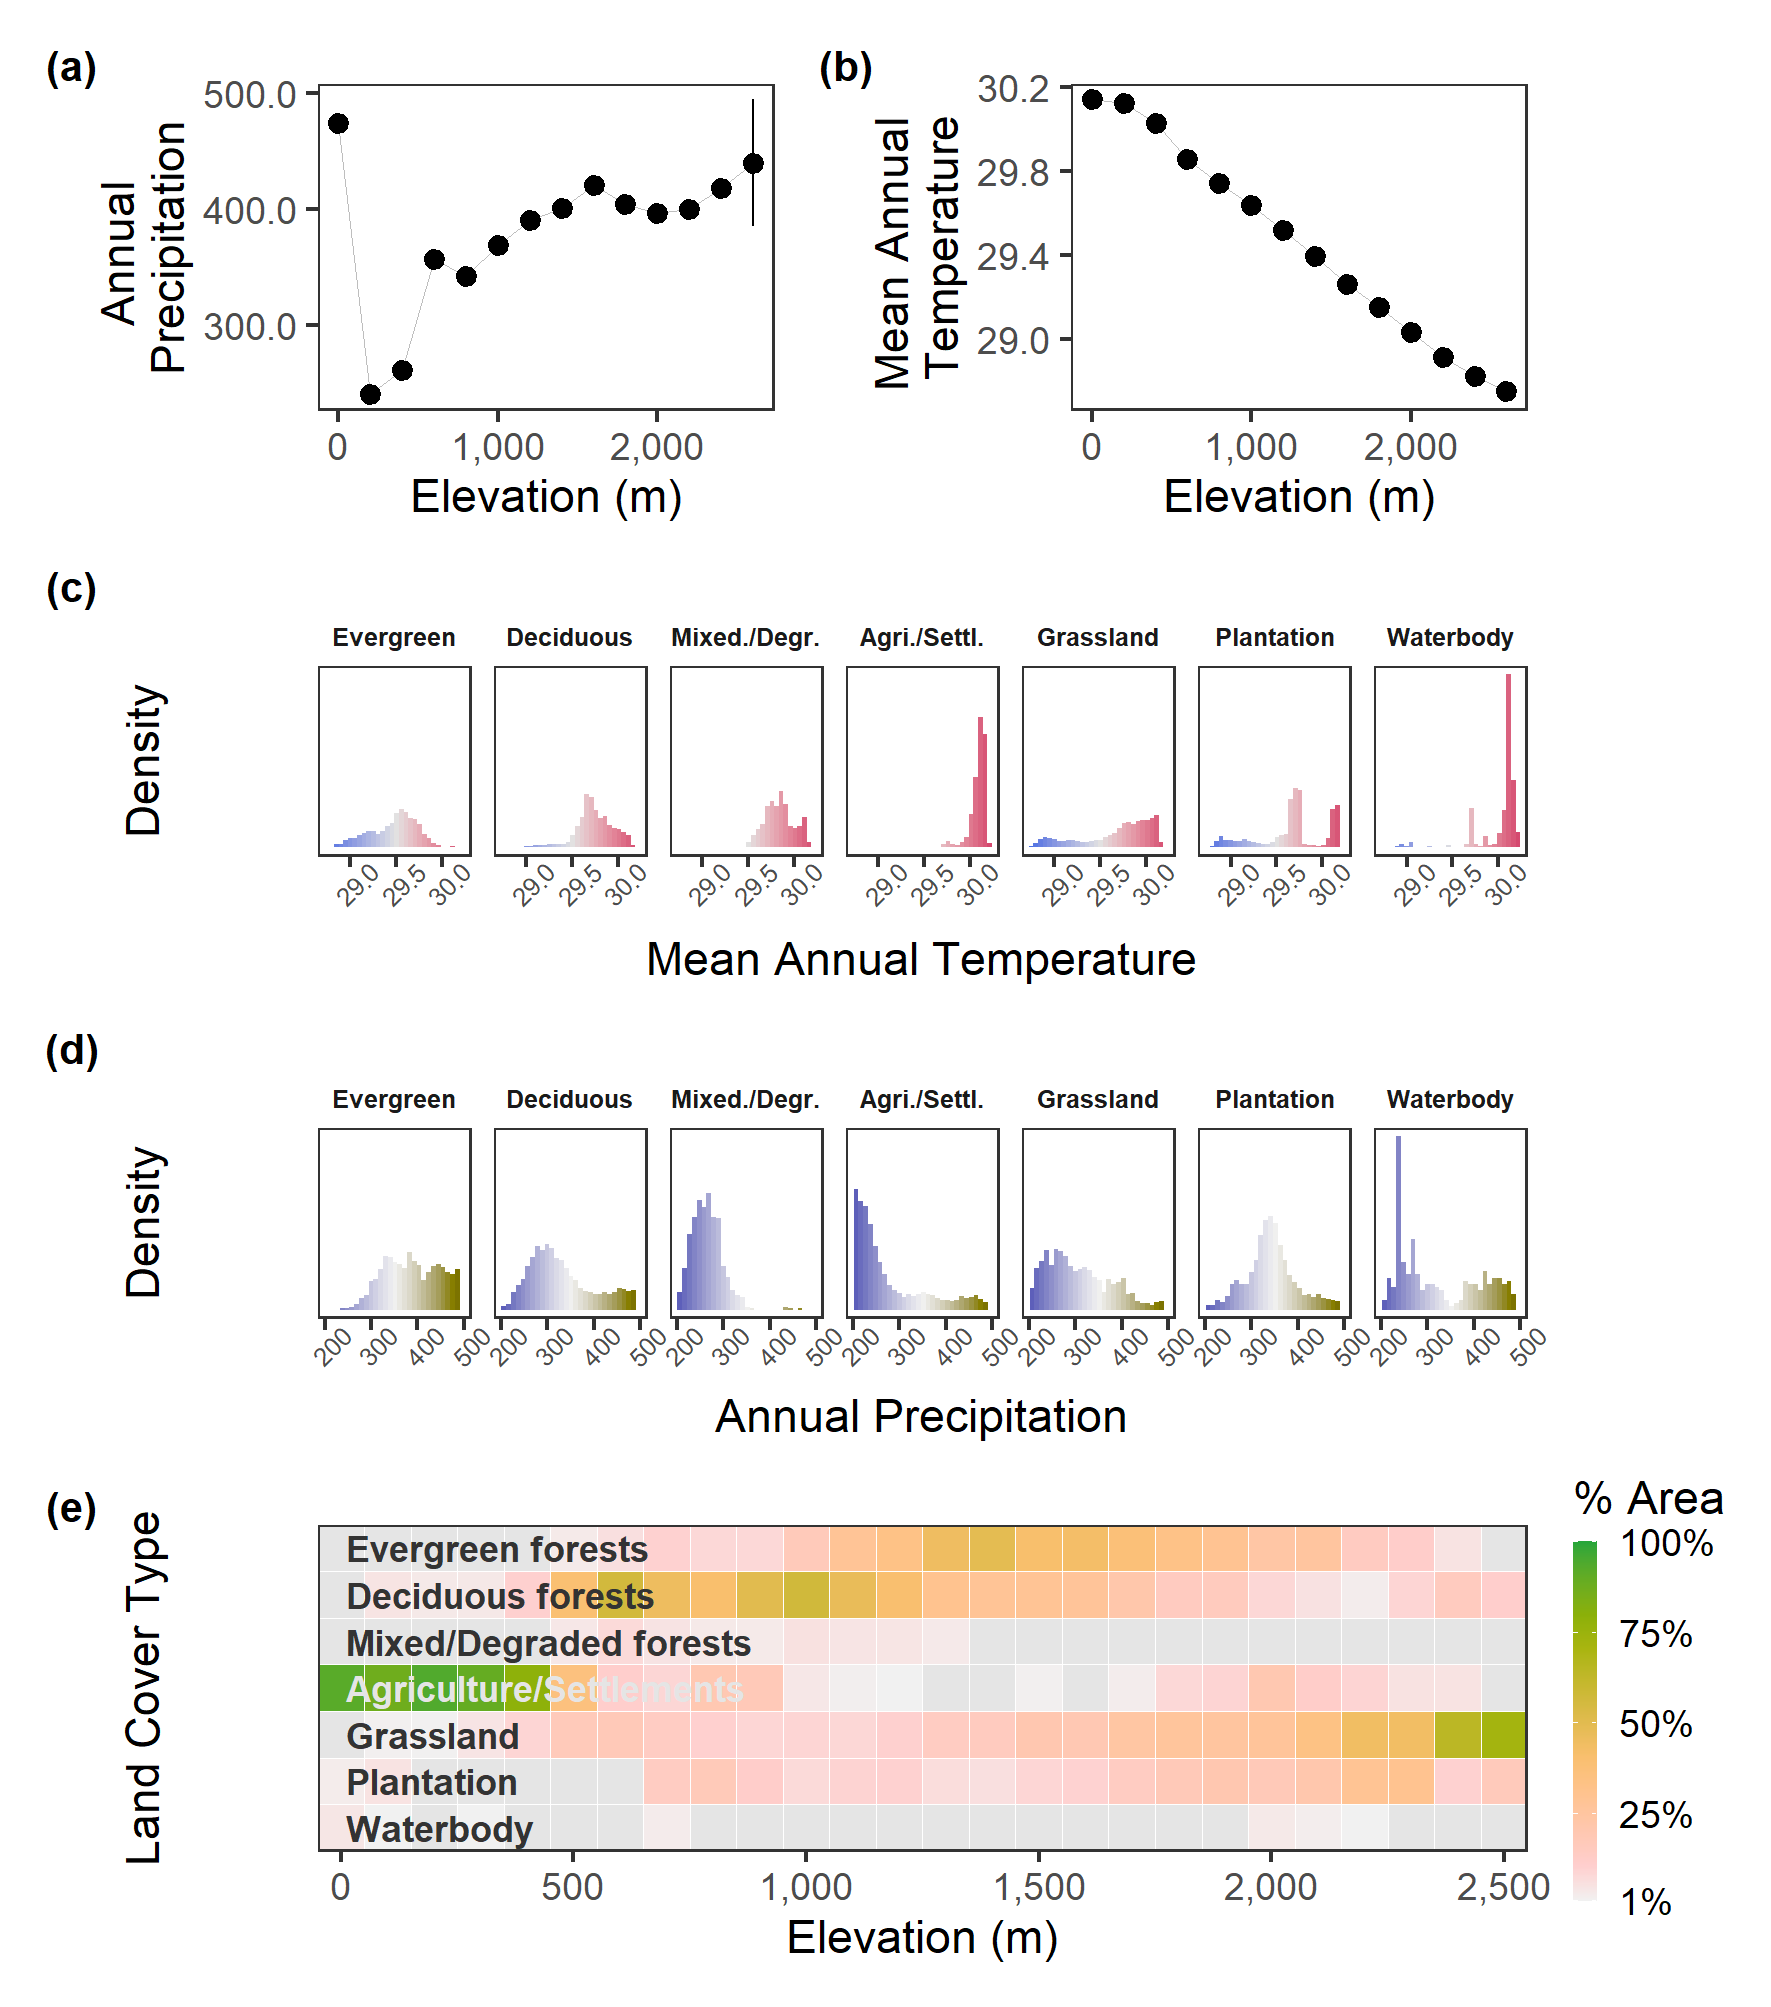 (a)
500.0
400.0
300.0
Annual
Precipitation
0 1,000 2,000
Elevation (m)
(b)
30.2
29.8
29.4
29.0
Mean Annual
Temperature
0 1,000 2,000
Elevation (m)
(c)
Evergreen Deciduous Mixed./Degr. Agri./Settl. Grassland Plantation Waterbody
Density
29.0 29.5 30.0 29.0 29.5 30.0 29.0 29.5 30.0 29.0 29.5 30.0 29.0 29.5 30.0 29.0 29.5 30.0 29.0 29.5 30.0
Mean Annual Temperature
(d)
Evergreen Deciduous Mixed./Degr. Agri./Settl. Grassland Plantation Waterbody
Density
200 300 400 500 200 300 400 500 200 300 400 500 200 300 400 500 200 300 400 500 200 300 400 500 200 300 400 500
Annual Precipitation
(e)
Land Cover Type
Evergreen forests
Deciduous forests
Mixed/Degraded forests
Agriculture/Settlements
Grassland
Plantation
Waterbody
0 500 1,000 1,500 2,000 2,500
Elevation (m)
% Area
100%
75%
50%
25%
1%